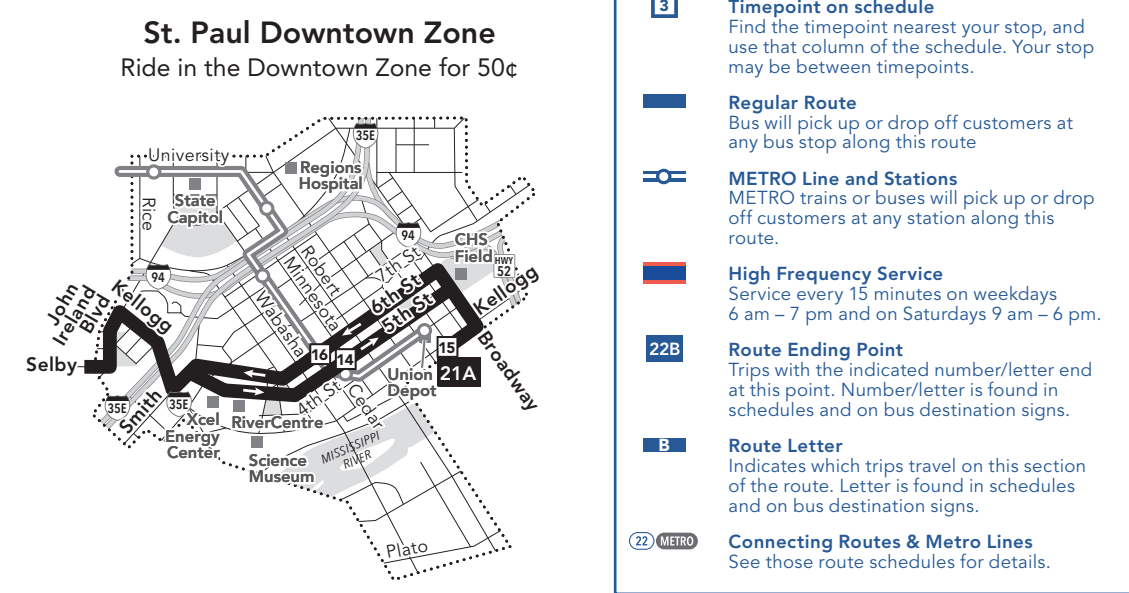 St. Paul Downtown Zone
Ride in the Downtown Zone for 50¢
35E
University
Regions
Hospital
State
Capitol
Rice
94
CHS
Field
HWY
52
7th St
Robert
Minnesota
94
Wabasha
6th St
5th St
Kellogg
John
Ireland
Blvd
Kellogg
Selby
16
14
15
21A
Broadway
Union
Depot
4th St
Cedar
35E
Smith
35E
Xcel
Energy
Center
RiverCentre
Science
Museum
MISSISSIPPI
RIVER
Plato
3
Timepoint on schedule
Find the timepoint nearest your stop, and
use that column of the schedule. Your stop
may be between timepoints.
Regular Route
Bus will pick up or drop off customers at
any bus stop along this route
METRO Line and Stations
METRO trains or buses will pick up or drop
off customers at any station along this
route.
High Frequency Service
Service every 15 minutes on weekdays
6 am – 7 pm and on Saturdays 9 am – 6 pm.
22B
Route Ending Point
Trips with the indicated number/letter end
at this point. Number/letter is found in
schedules and on bus destination signs.
B
Route Letter
Indicates which trips travel on this section
of the route. Letter is found in schedules
and on bus destination signs.
22 METRO
Connecting Routes & Metro Lines
See those route schedules for details.